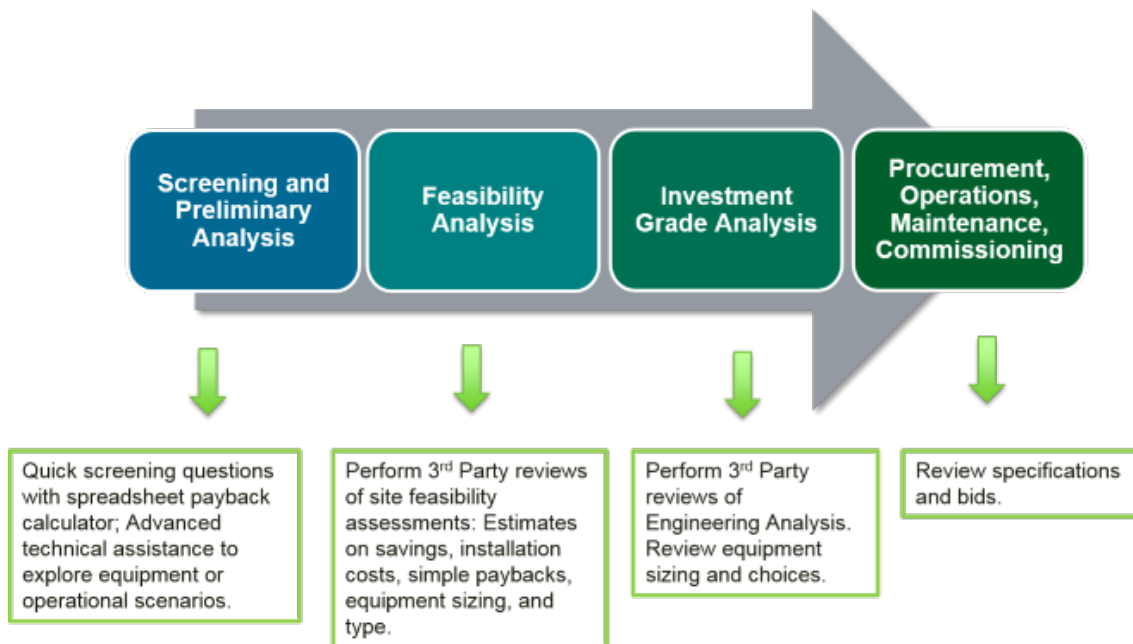 Screening and
Preliminary
Analysis
Feasibility
Analysis
Investment
Grade Analysis
Procurement,
Operations,
Maintenance,
Commissioning
Quick screening questions
with spreadsheet payback
calculator; Advanced
technical assistance to
explore equipment or
operational scenarios.
Perform 3rd Party reviews
of site feasibility
assessments: Estimates
on savings, installation
costs, simple paybacks,
equipment sizing, and
type.
Perform 3rd Party
reviews of
Engineering Analysis.
Review equipment
sizing and choices.
Review specifications
and bids.